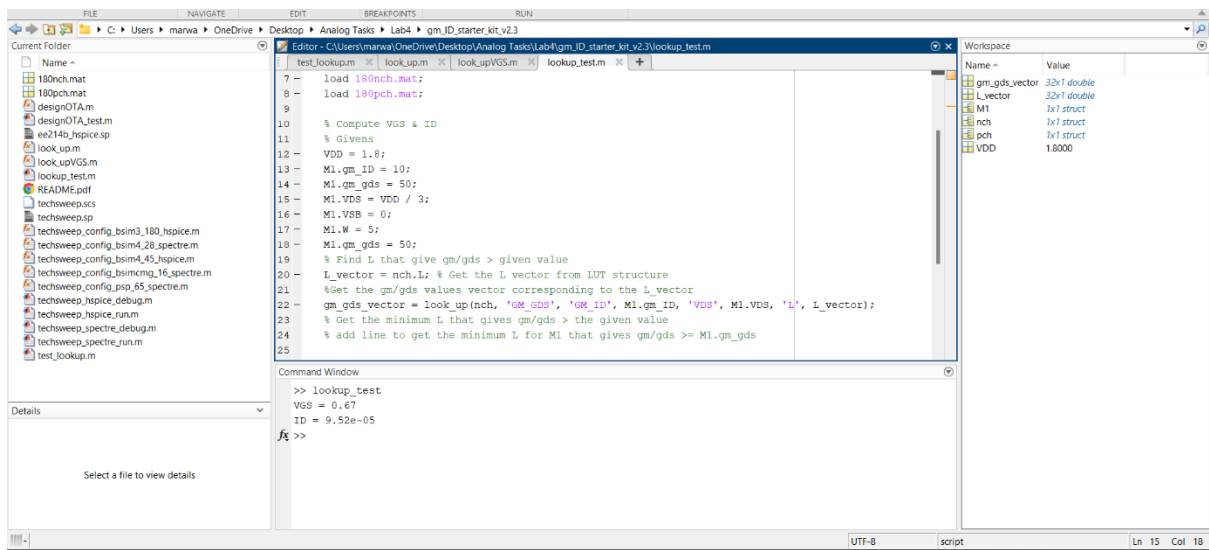 FILE NAVIGATE EDIT BREAKPOINTS RUN
C: Users marwa OneDrive Desktop Analog Tasks Lab4 gm_ID_starter_kit_v2.3
Current Folder
Name
180nch.mat
180pch.mat
designOTA.m
designOTA_test.m
ee214b_hspice.sp
look_up.m
look_upVGS.m
lookup_test.m
README.pdf
techsweep.scs
techsweep.sp
techsweep_config_bsim3_180_hspice.m
techsweep_config_bsim4_28_spectre.m
techsweep_config_bsim4_45_hspice.m
techsweep_config_bsimcmg_16_spectre.m
techsweep_config_psp_65_spectre.m
techsweep_hspice_debug.m
techsweep_hspice_run.m
techsweep_spectre_debug.m
techsweep_spectre_run.m
test_lookup.m
Details
Select a file to view details
Editor - C:\Users\marwa\OneDrive\Desktop\Analog Tasks\Lab4\gm_ID_starter_kit_v2.3\lookup_test.m
test_lookup.m look_up.m look_upVGS.m lookup_test.m
7 - load 180nch.mat;
8 - load 180pch.mat;
9
10 % Compute VGS & ID
11 % Givens
12 - VDD = 1.8;
13 - M1.gm_ID = 10;
14 - M1.gm_gds = 50;
15 - M1.VDS = VDD / 3;
16 - M1.VSB = 0;
17 - M1.W = 5;
18 - M1.gm_gds = 50;
19 % Find L that give gm/gds > given value
20 - L_vector = nch.L; % Get the L vector from LUT structure
21 %Get the gm/gds values vector corresponding to the L_vector
22 - gm_gds_vector = look_up(nch, 'GM_GDS', 'GM_ID', M1.gm_ID, 'VDS', M1.VDS, 'L', L_vector);
23 % Get the minimum L that gives gm/gds > the given value
24 % add line to get the minimum L for M1 that gives gm/gds >= M1.gm_gds
25
Command Window
>> lookup_test
VGS = 0.67
ID = 9.52e-05
fx >>
Workspace
Name Value
gm_gds_vector 32x1 double
L_vector 32x1 double
M1 1x1 struct
nch 1x1 struct
pch 1x1 struct
VDD 1.8000
UTF-8 script Ln 15 Col 18